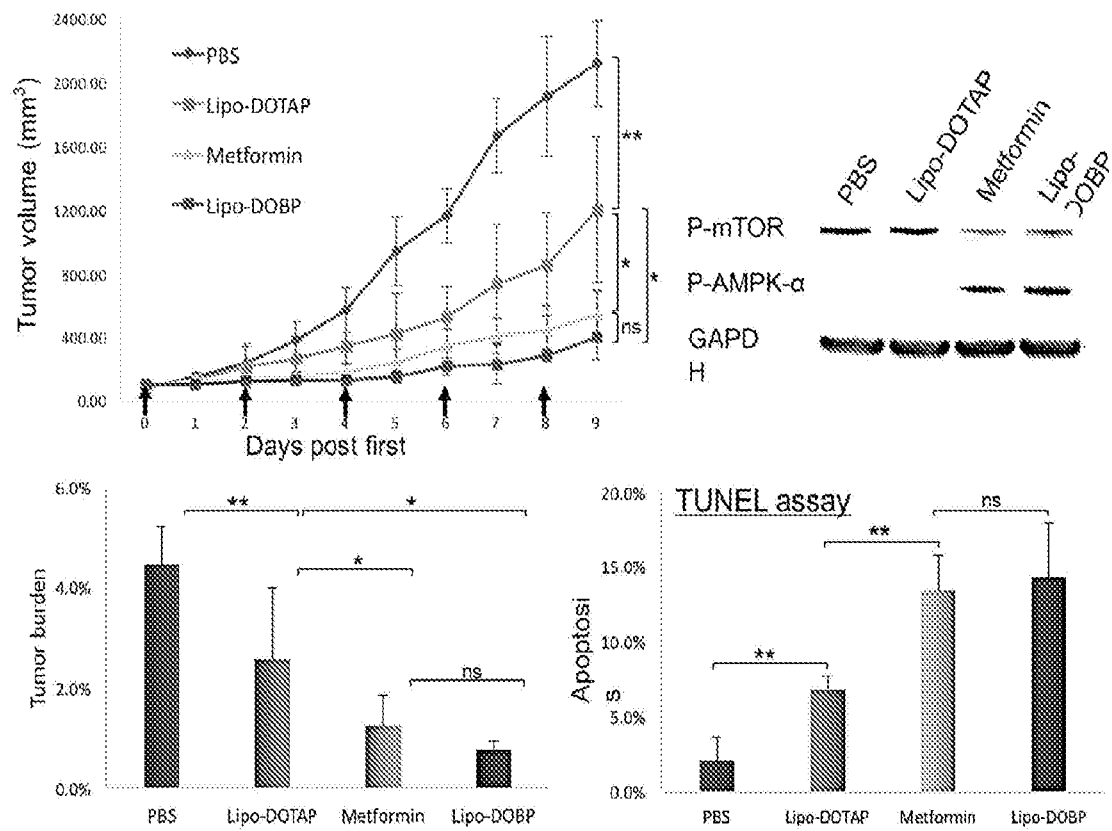 2400.00
2000.00
1600.00
1200.00
800.00
400.00
0.00
Tumor volume (mm³)
PBS
Lipo-DOTAP
Metformin
Lipo-DOBP
**
*
*
ns
0 1 2 3 4 5 6 7 8 9
Days post first
PBS Lipo-DOTAP Metformin Lipo-
DOBP
P-mTOR
P-AMPK-α
GAPD
H
6.0%
4.0%
2.0%
0.0%
Tumor burden
** *
*
ns
PBS Lipo-DOTAP Metformin Lipo-DOBP
TUNEL assay
20.0%
15.0%
10.0%
5.0%
0.0%
Apoptosi
s
ns
**
**
PBS Lipo-DOTAP Metformin Lipo-DOBP